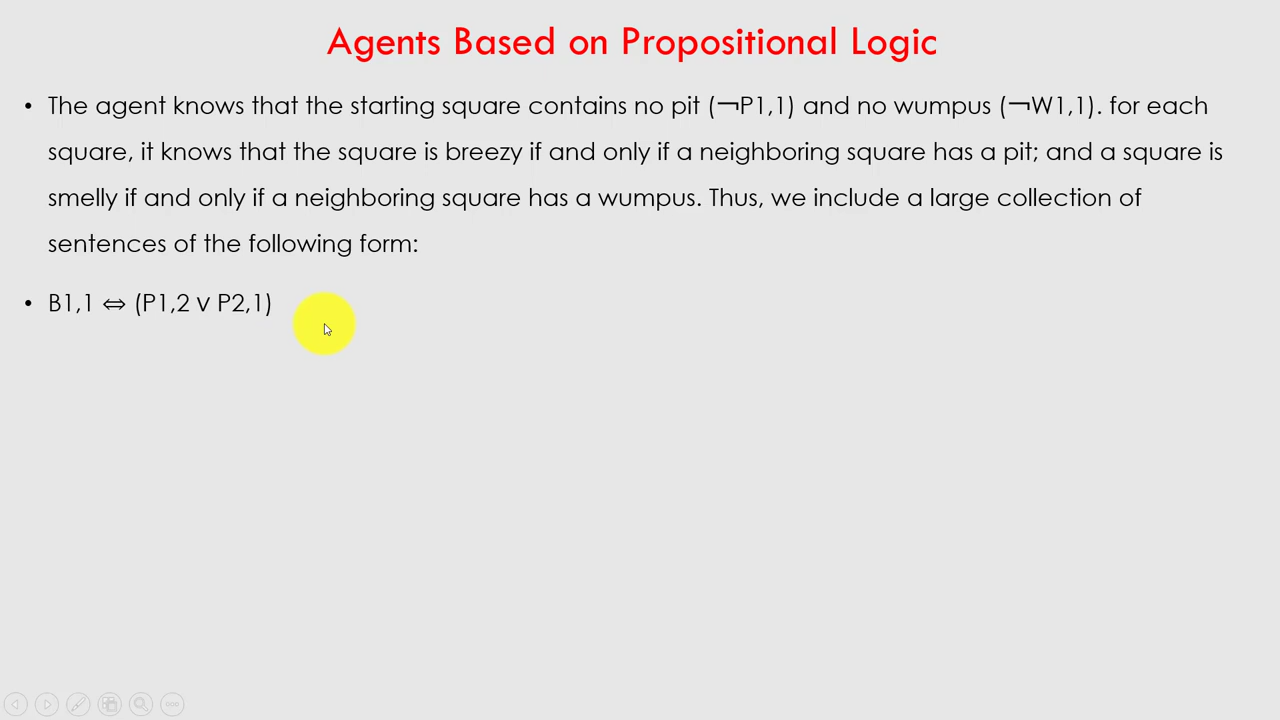 Agents Based on Propositional Logic
• The agent knows that the starting square contains no pit (¬P1,1) and no wumpus (¬W1,1). for each
square, it knows that the square is breezy if and only if a neighboring square has a pit; and a square is
smelly if and only if a neighboring square has a wumpus. Thus, we include a large collection of
sentences of the following form:
• B1,1 ⇔ (P1,2 ∨ P2,1)